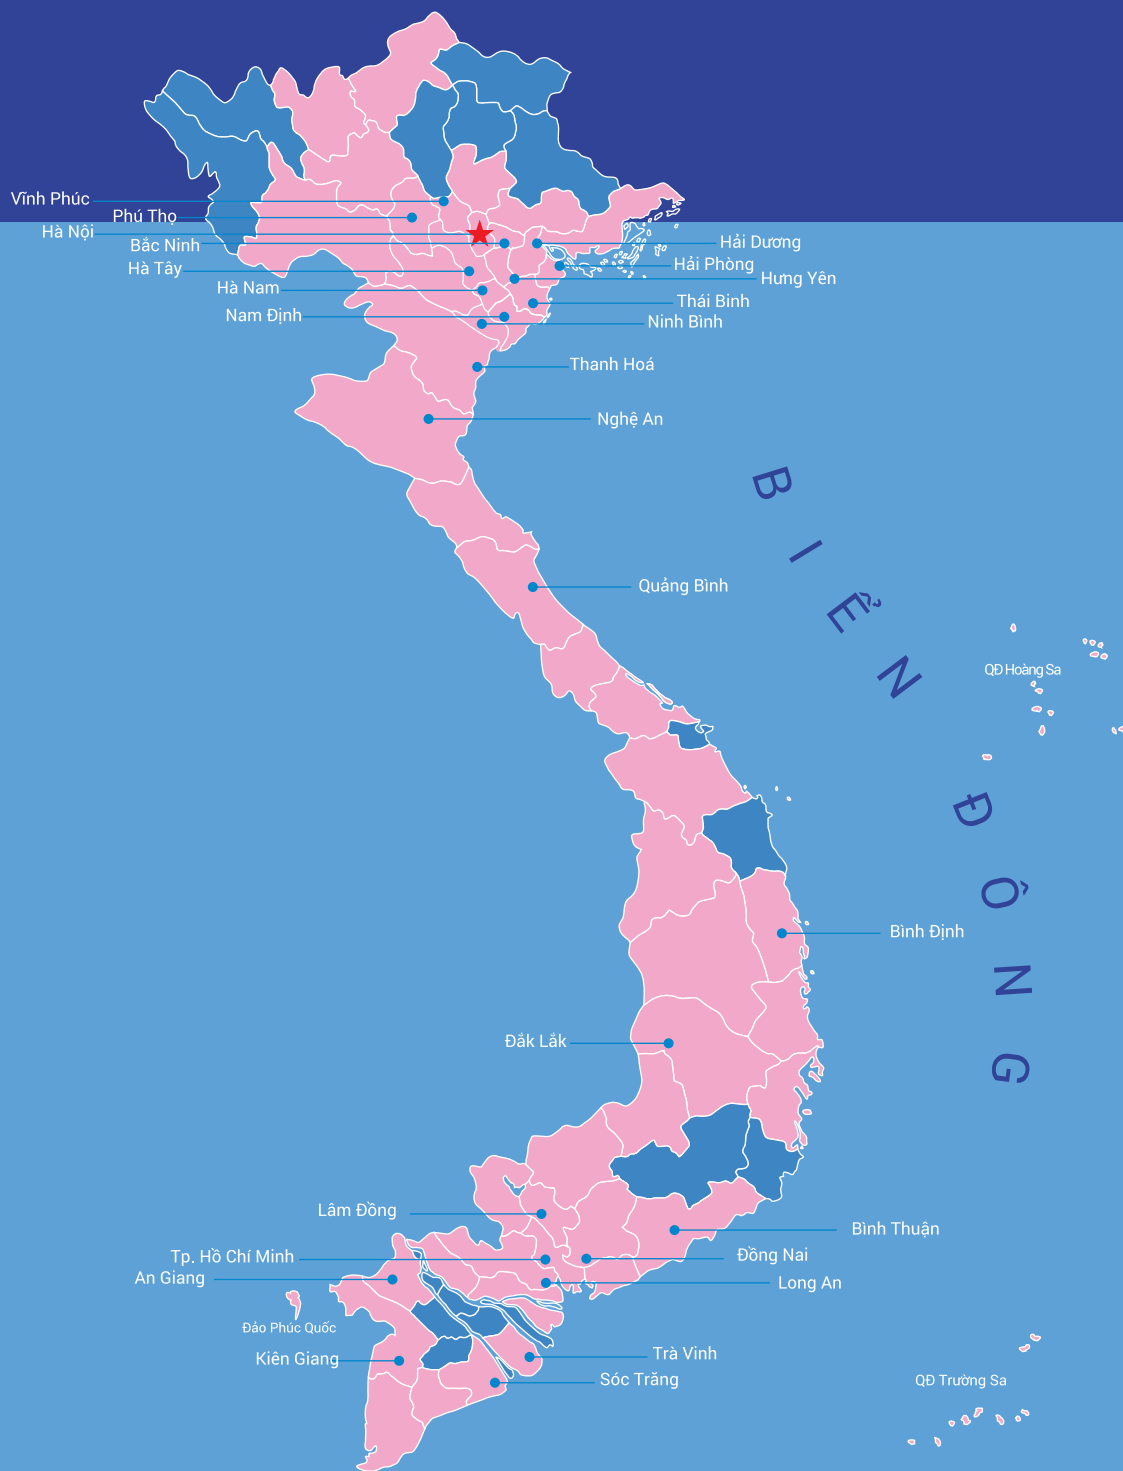 Vĩnh Phúc
Phú Thọ
Hà Nội
Bắc Ninh
Hải Dương
Hà Tây
Hải Phòng
Hưng Yên
Hà Nam
Thái Binh
Nam Định
Ninh Bình
Thanh Hoá
Nghệ An
BIỂN ĐÔNG
Quảng Bình
QĐ Hoàng Sa
Bình Định
Đắk Lắk
Lâm Đồng
Bình Thuận
Tp. Hồ Chí Minh
Đồng Nai
An Giang
Long An
Đảo Phúc Quốc
Kiên Giang
Trà Vinh
Sóc Trăng
QĐ Trường Sa